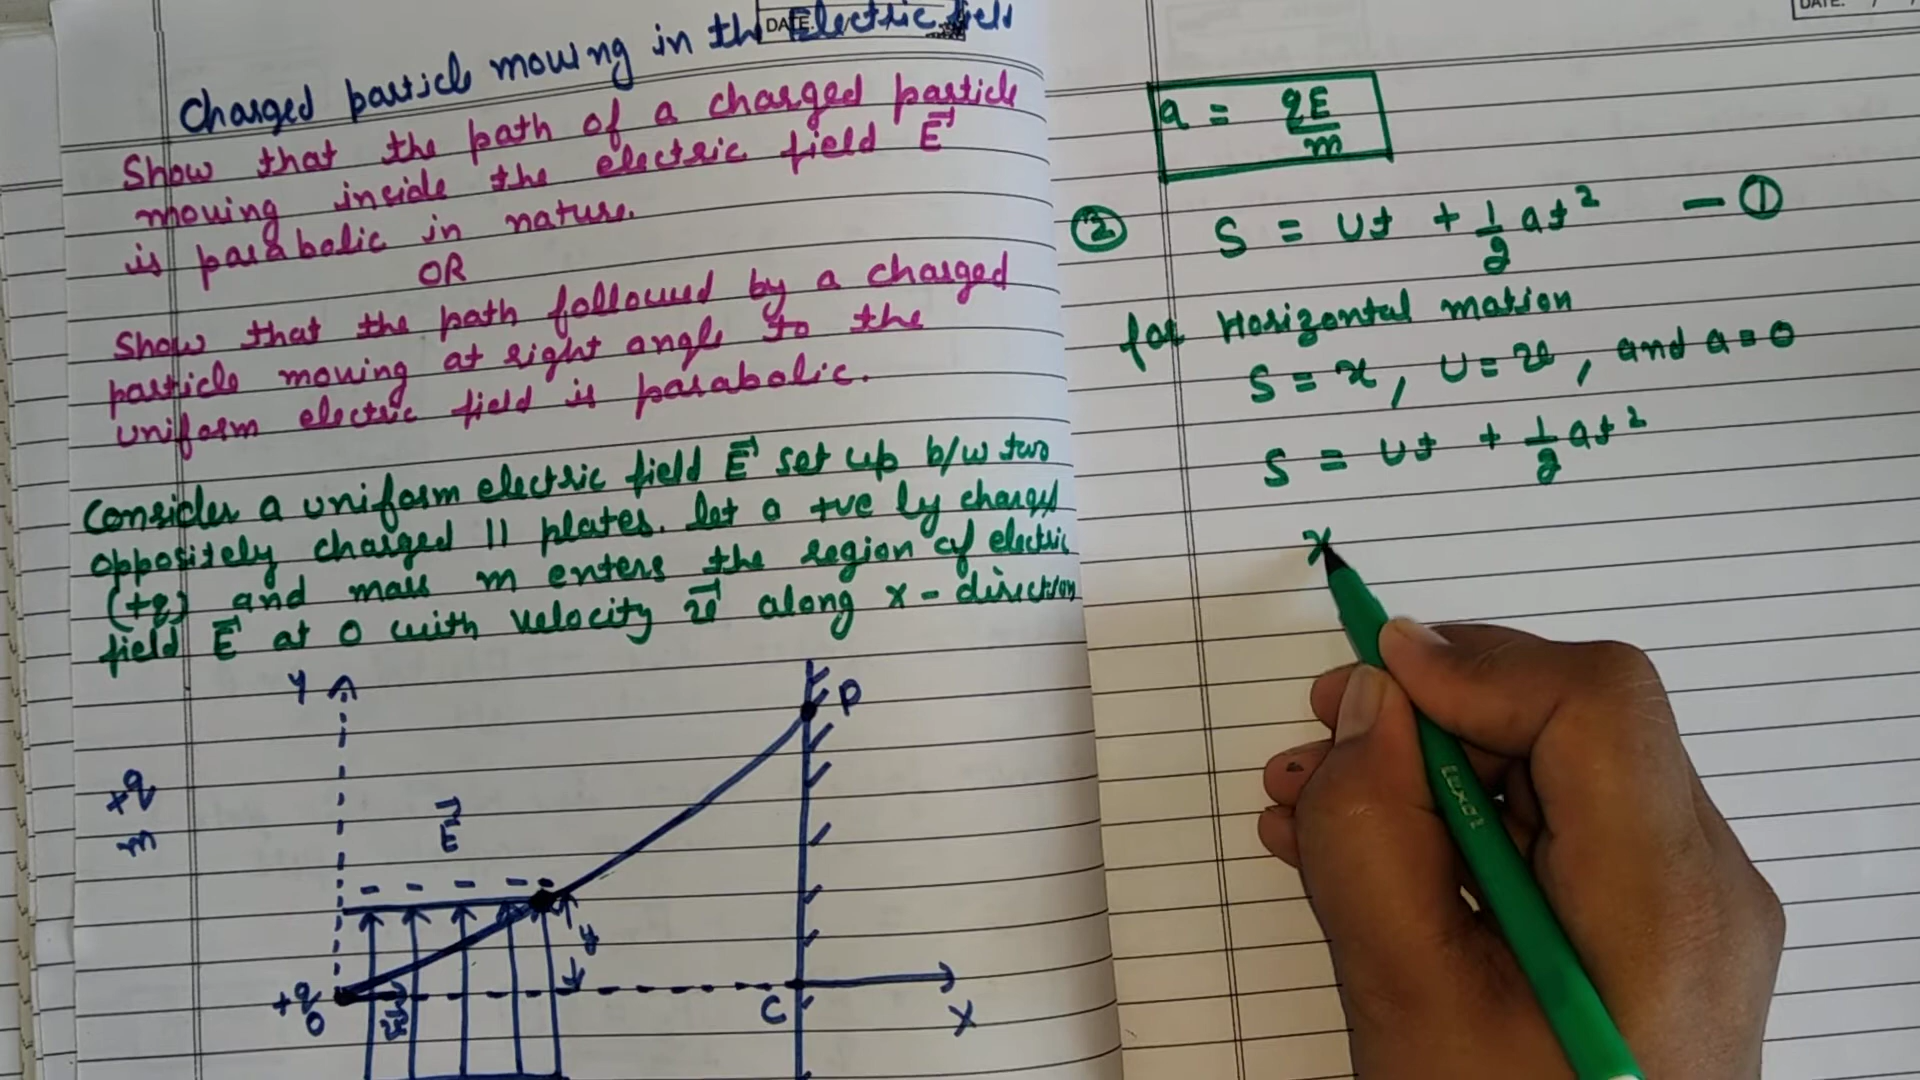 Charged particle moving in the Electric field
DATE.
Show that the path of a charged particle
moving inside the electric field E⃗
is parabolic in nature.
OR
Show that the path followed by a charged
particle moving at right angle to the
uniform electric field is parabolic.
Consider a uniform electric field E⃗ set up b/w two
oppositely charged || plates. Let a +ve ly charged
(+q) and mass m enters the region of electric
field E⃗ at O with velocity v⃗ along x-direction
Y
P
+q
m
E⃗
y
+q
O
v⃗
C
X
DATE: / /
a = qE/m
② S = ut + 1/2 at² — ①
for Horizontal motion
S = x, u = v, and a = 0
S = ut + 1/2 at²
x
Luxor